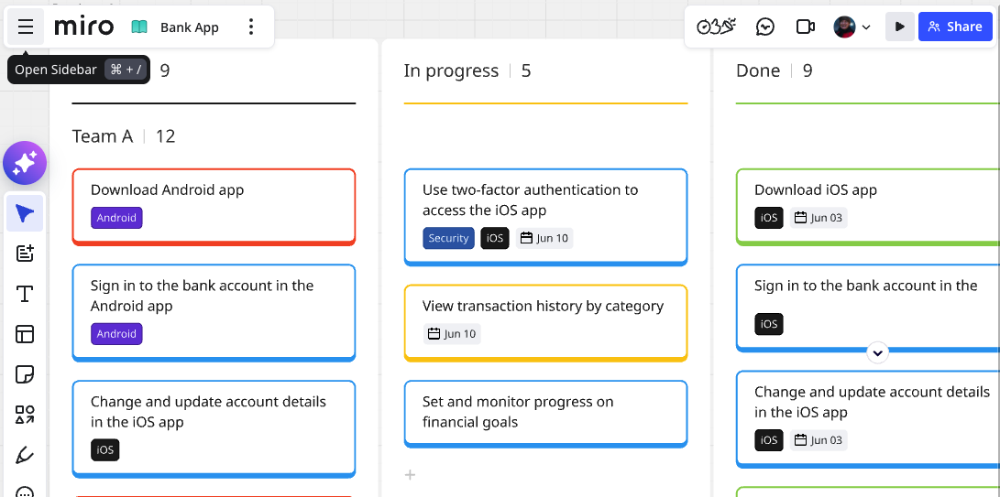 miro
Bank App
Share
Open Sidebar ⌘ + /
9
In progress 5
Done 9
Team A 12
Download Android app
Android
Sign in to the bank account in the
Android app
Android
Change and update account details
in the iOS app
iOS
Use two-factor authentication to
access the iOS app
Security iOS Jun 10
View transaction history by category
Jun 10
Set and monitor progress on
financial goals
+
Download iOS app
iOS Jun 03
Sign in to the bank account in the
iOS
Change and update account details
in the iOS app
iOS Jun 03